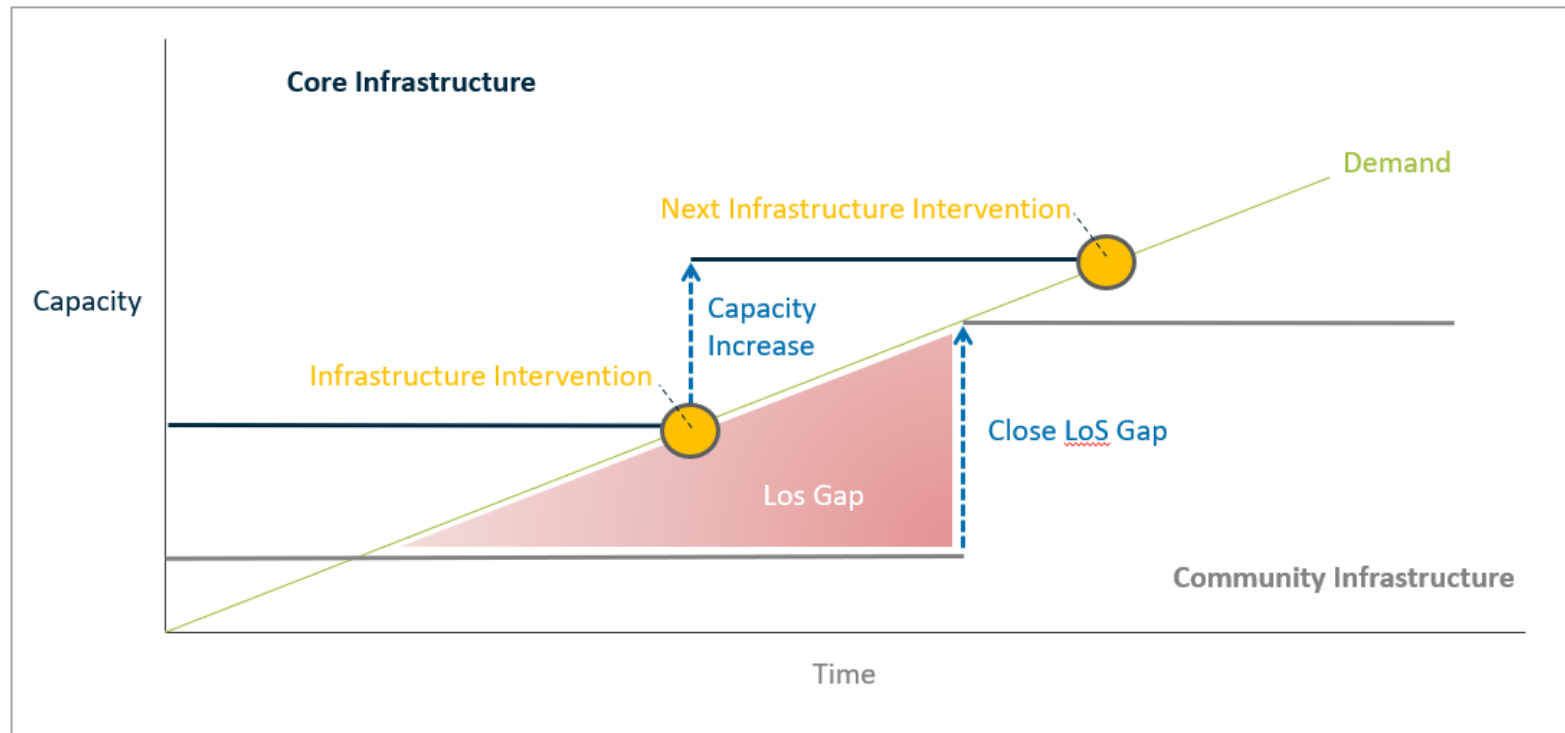 Core Infrastructure
Demand
Next Infrastructure Intervention
Capacity
Capacity
Increase
Infrastructure Intervention
Close LoS Gap
Los Gap
Community Infrastructure
Time